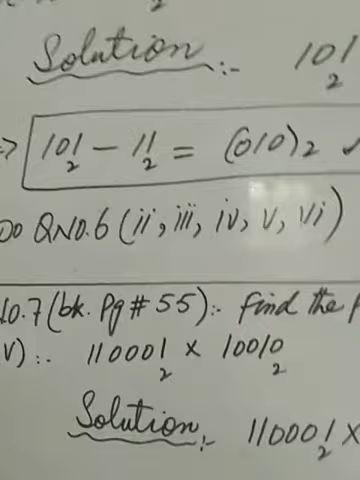 2
Solution :- 101₂
=> 101₂ - 11₂ = (010)₂ ✓
Do QNO.6 (ii, iii, iv, v, vi)
NO.7 (bk. Pg # 55):- Find the P
V) :- 110001₂ x 10010₂
Solution :- 110001₂ x